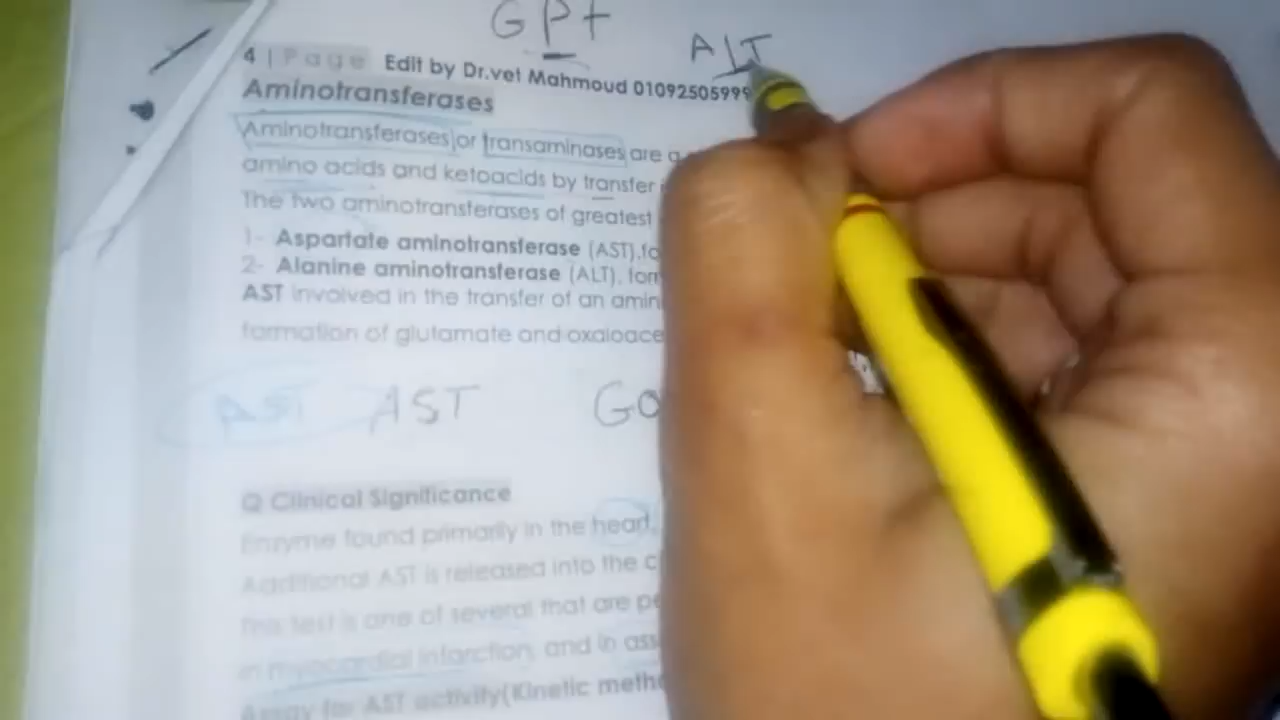 GPt
ALT
4 | Page Edit by Dr.vet Mahmoud 01092505999
Aminotransferases
Aminotransferases or transaminases are a
amino acids and ketoacids by transfer
The two aminotransferases of greatest
1- Aspartate aminotransferase (AST),fo
2- Alanine aminotransferase (ALT), form
AST involved in the transfer of an amin
formation of glutamate and oxaloace
AST AST GO
Q Clinical Significance
Enzyme found primarily in the heart,
Additional AST is released into the c
This test is one of several that are pe
in myocardial infarction, and in ass
Assay for AST activity(Kinetic metho